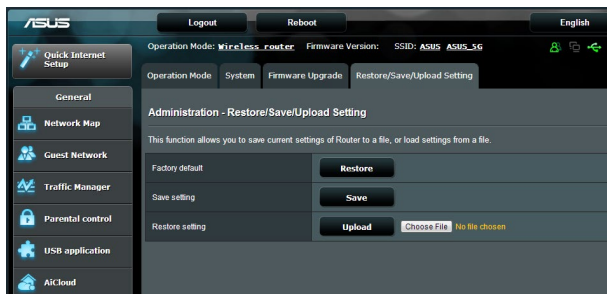 ASUS
Logout
Reboot
English
Quick Internet
Setup
Operation Mode: Wireless router Firmware Version: SSID: ASUS ASUS_5G
Operation Mode
System
Firmware Upgrade
Restore/Save/Upload Setting
General
Network Map
Guest Network
Traffic Manager
Parental control
USB application
AiCloud
Administration - Restore/Save/Upload Setting
This function allows you to save current settings of Router to a file, or load settings from a file.
Factory default
Restore
Save setting
Save
Restore setting
Upload
Choose File No file chosen